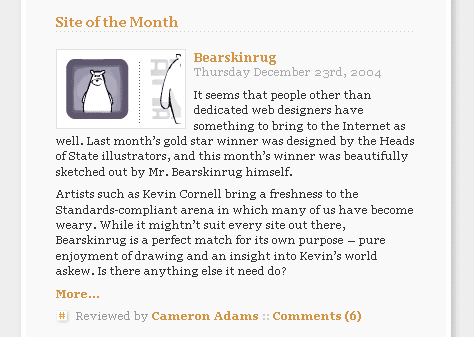 Site of the Month
Bearskinrug
Thursday December 23rd, 2004
It seems that people other than
dedicated web designers have
something to bring to the Internet as
well. Last month's gold star winner was designed by the Heads
of State illustrators, and this month's winner was beautifully
sketched out by Mr. Bearskinrug himself.
Artists such as Kevin Cornell bring a freshness to the
Standards-compliant arena in which many of us have become
weary. While it mightn't suit every site out there,
Bearskinrug is a perfect match for its own purpose – pure
enjoyment of drawing and an insight into Kevin's world
askew. Is there anything else it need do?
More...
# Reviewed by Cameron Adams :: Comments (6)